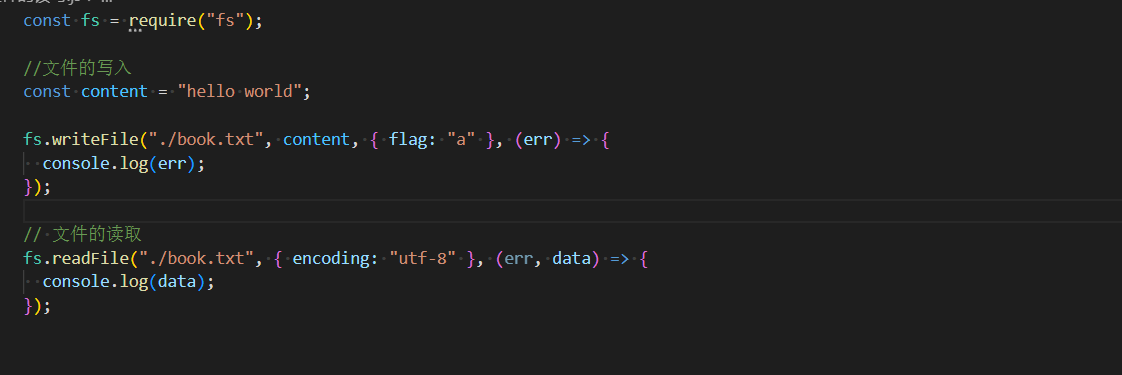 const fs = require("fs");
//文件的写入
const content = "hello world";
fs.writeFile("./book.txt", content, { flag: "a" }, (err) => {
  console.log(err);
});
// 文件的读取
fs.readFile("./book.txt", { encoding: "utf-8" }, (err, data) => {
  console.log(data);
});